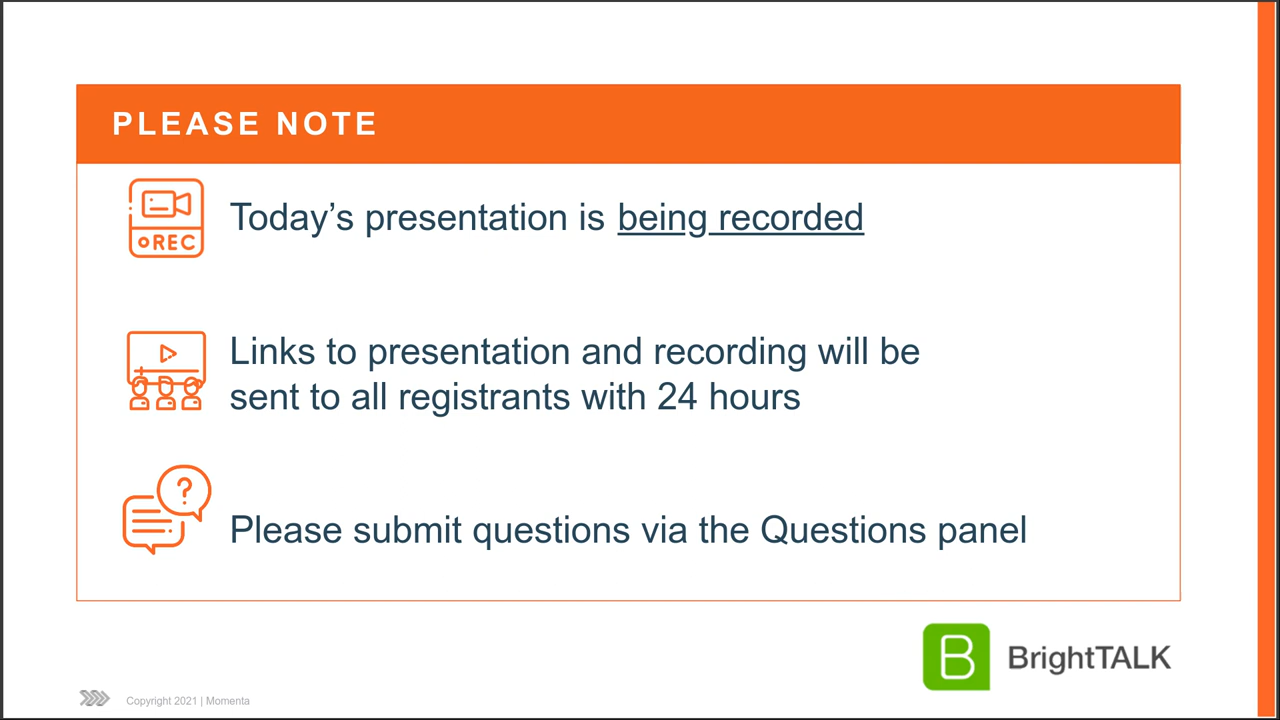 PLEASE NOTE
REC
Today’s presentation is being recorded
Links to presentation and recording will be
sent to all registrants with 24 hours
?
Please submit questions via the Questions panel
B BrightTALK
Copyright 2021 | Momenta